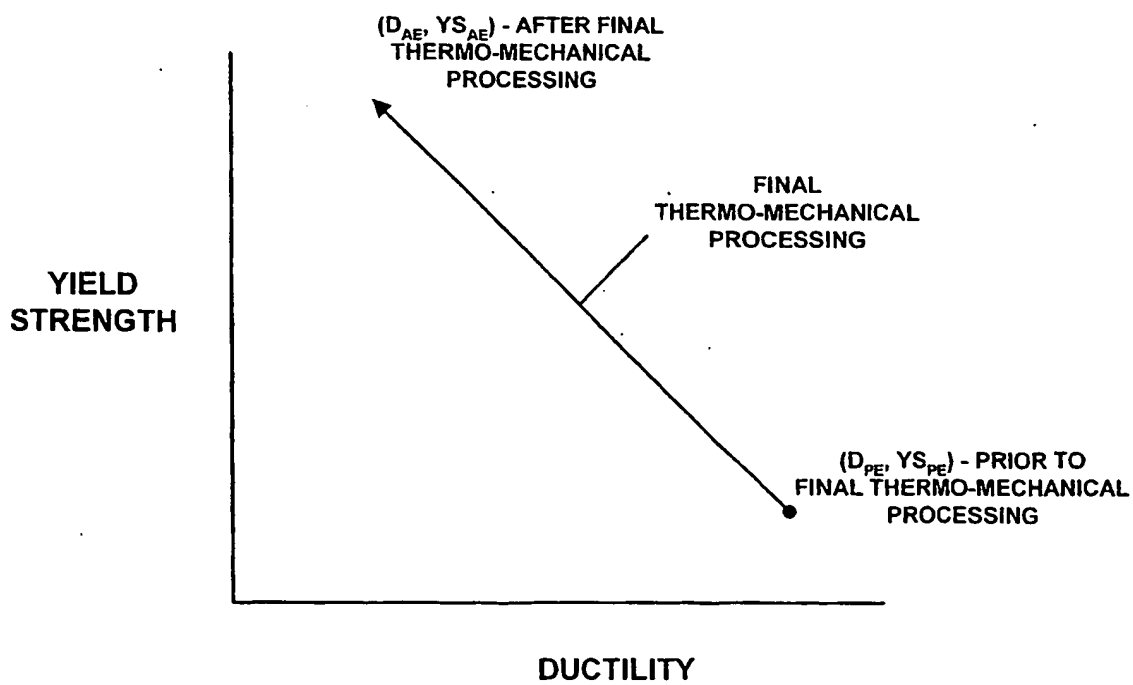 (D_AE, YS_AE) - AFTER FINAL
THERMO-MECHANICAL
PROCESSING
FINAL
THERMO-MECHANICAL
PROCESSING
YIELD
STRENGTH
(D_PE, YS_PE) - PRIOR TO
FINAL THERMO-MECHANICAL
PROCESSING
DUCTILITY